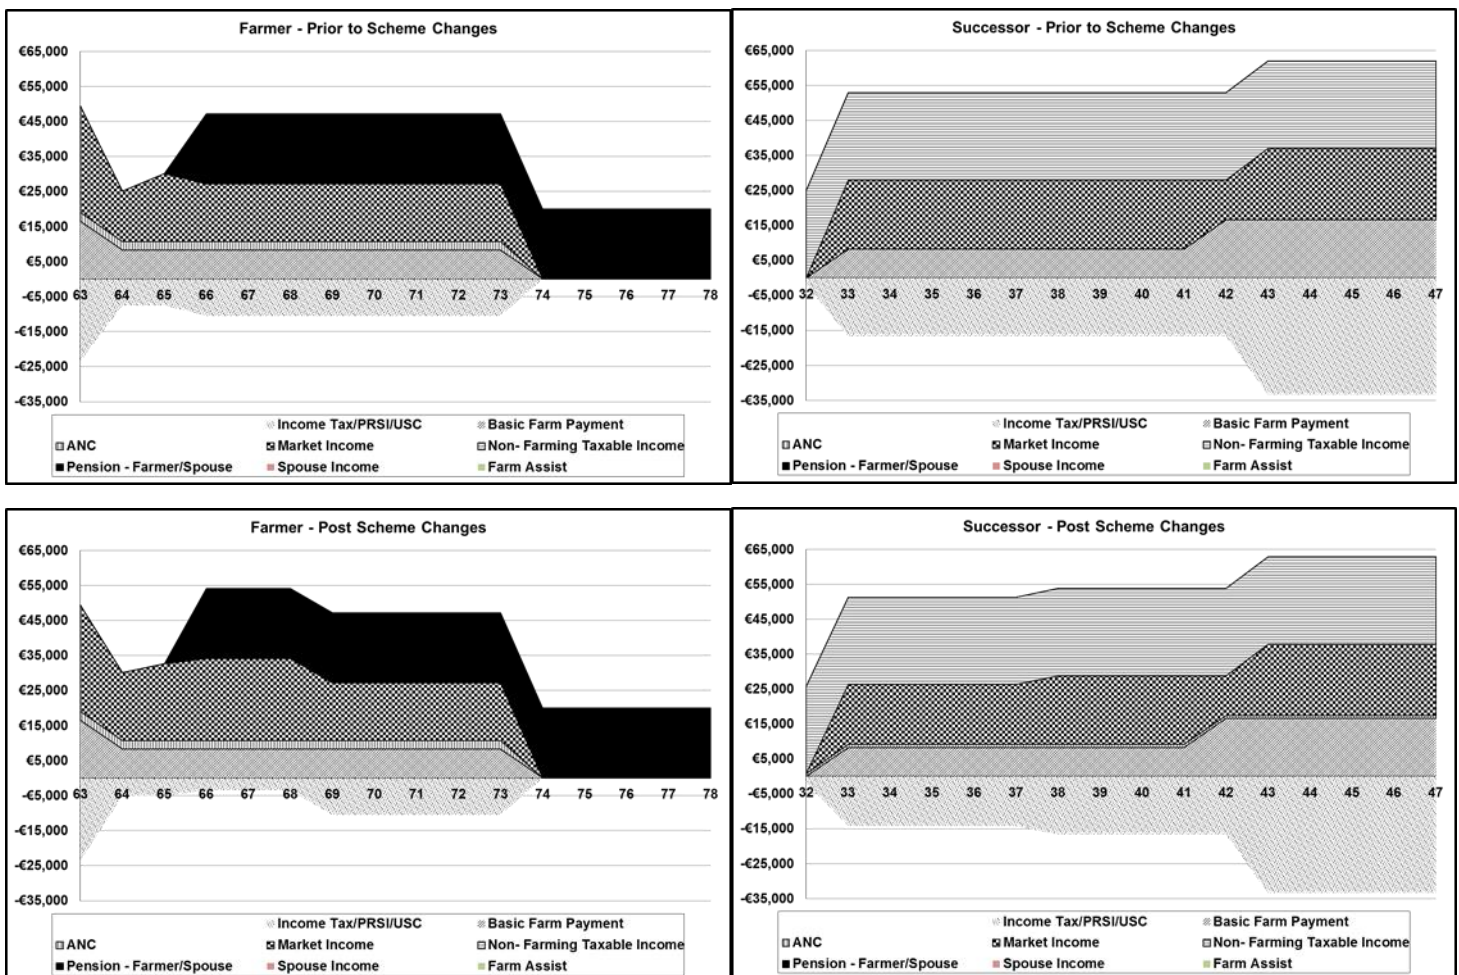 Farmer - Prior to Scheme Changes
€65,000
€55,000
€45,000
€35,000
€25,000
€15,000
€5,000
-€5,000 63 64 65 66 67 68 69 70 71 72 73 74 75 76 77 78
-€15,000
-€25,000
-€35,000
Income Tax/PRSI/USC Basic Farm Payment
ANC Market Income Non- Farming Taxable Income
Pension - Farmer/Spouse Spouse Income Farm Assist
Successor - Prior to Scheme Changes
€65,000
€55,000
€45,000
€35,000
€25,000
€15,000
€5,000
-€5,000 32 33 34 35 36 37 38 39 40 41 42 43 44 45 46 47
-€15,000
-€25,000
-€35,000
Income Tax/PRSI/USC Basic Farm Payment
ANC Market Income Non- Farming Taxable Income
Pension - Farmer/Spouse Spouse Income Farm Assist
Farmer - Post Scheme Changes
€65,000
€55,000
€45,000
€35,000
€25,000
€15,000
€5,000
-€5,000 63 64 65 66 67 68 69 70 71 72 73 74 75 76 77 78
-€15,000
-€25,000
-€35,000
Income Tax/PRSI/USC Basic Farm Payment
ANC Market Income Non- Farming Taxable Income
Pension - Farmer/Spouse Spouse Income Farm Assist
Successor - Post Scheme Changes
€65,000
€55,000
€45,000
€35,000
€25,000
€15,000
€5,000
-€5,000 32 33 34 35 36 37 38 39 40 41 42 43 44 45 46 47
-€15,000
-€25,000
-€35,000
Income Tax/PRSI/USC Basic Farm Payment
ANC Market Income Non- Farming Taxable Income
Pension - Farmer/Spouse Spouse Income Farm Assist